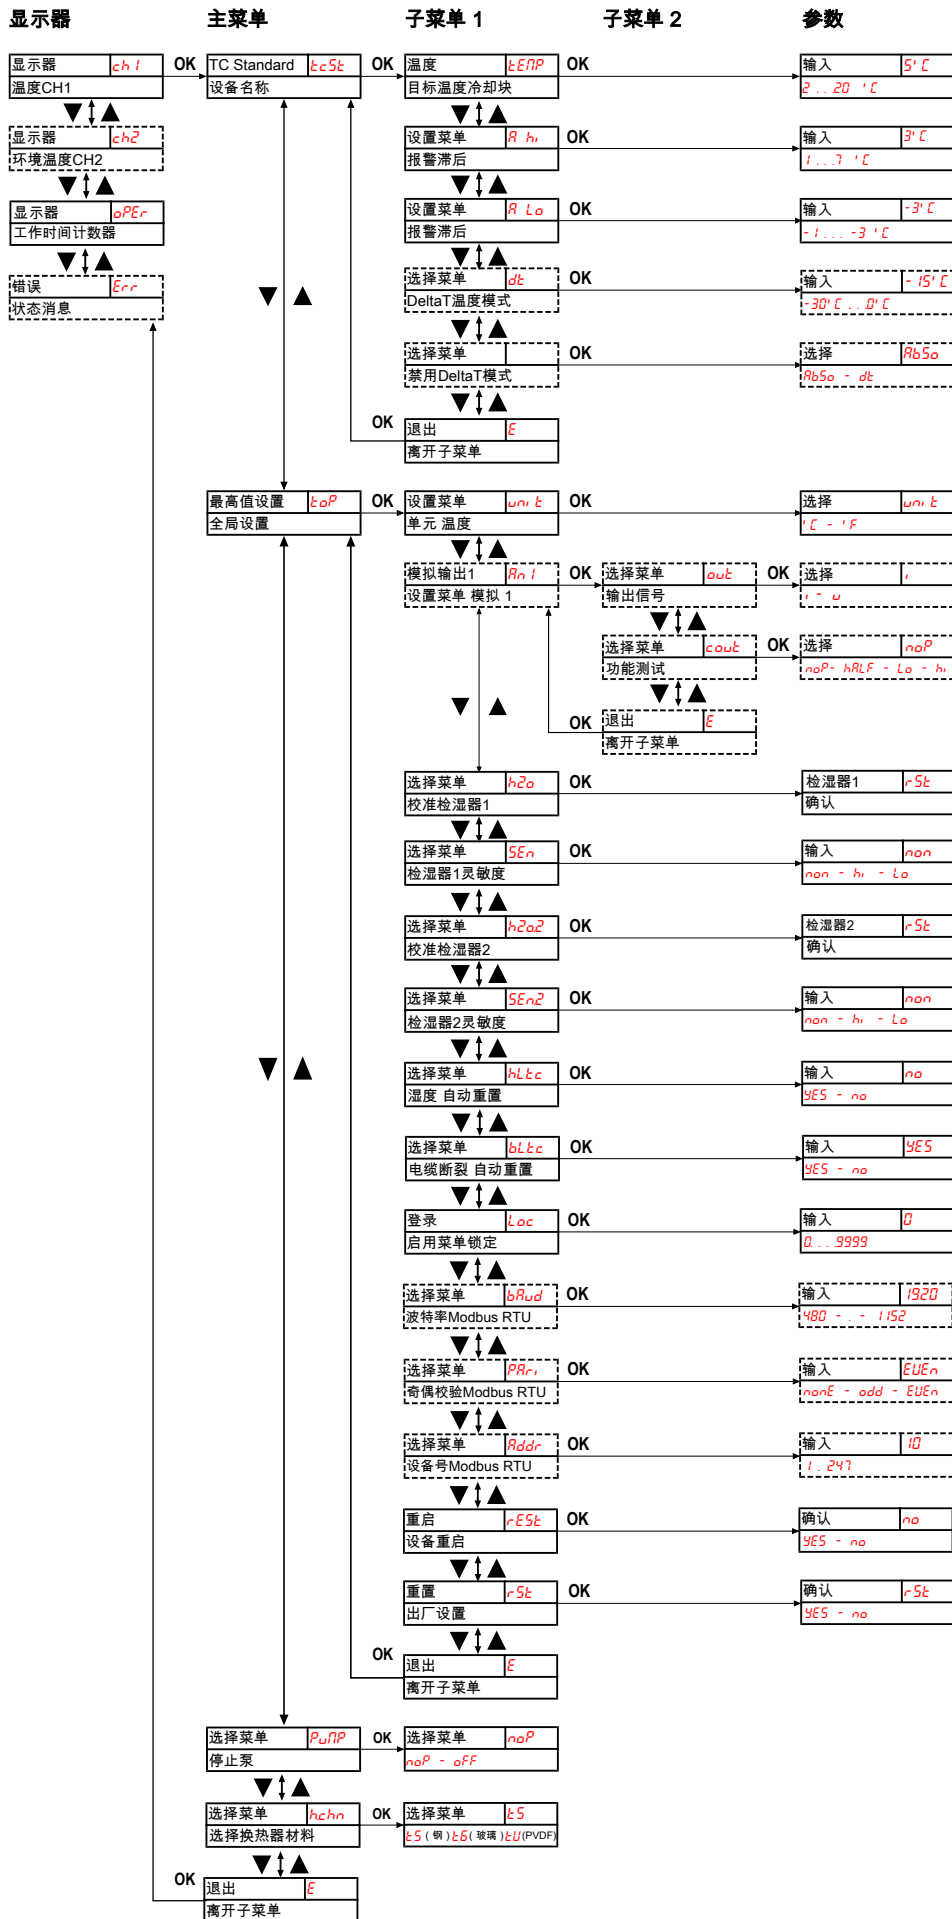 显示器 主菜单 子菜单 1 子菜单 2 参数
显示器 ch1 OK TC Standard tcSt OK 温度 tEMP OK 输入 5°C
温度CH1 设备名称 目标温度冷却块 2...20 °C
▼ ▲ ▼ ▲
显示器 ch2 设置菜单 A hi OK 输入 3°C
环境温度CH2 报警滞后 1...7 °C
▼ ▲ ▼ ▲
显示器 oPEr 设置菜单 A Lo OK 输入 -3°C
工作时间计数器 报警滞后 -1... -3 °C
▼ ▲ ▼ ▲
错误 Err 选择菜单 dt OK 输入 -15°C
状态消息 ▼ ▲ DeltaT温度模式 -30°C...0°C
▼ ▲
选择菜单 OK 选择 AbSo
禁用DeltaT模式 AbSo - dt
▼ ▲
OK 退出 E
离开子菜单
最高值设置 toP OK 设置菜单 unit OK 选择 unit
全局设置 单元 温度 °C - °F
▼ ▲
模拟输出1 An1 OK 选择菜单 out OK 选择 i
设置菜单 模拟 1 输出信号 i - u
▼ ▲
选择菜单 cout OK 选择 noP
功能测试 noP- hALF - Lo - hi
▼ ▲ ▼ ▲
OK 退出 E
离开子菜单
选择菜单 h2o OK 检湿器1 rSt
校准检湿器1 确认
▼ ▲
选择菜单 SEn OK 输入 non
检湿器1灵敏度 non - hi - Lo
▼ ▲
选择菜单 h2o.2 OK 检湿器2 rSt
校准检湿器2 确认
▼ ▲
选择菜单 SEn.2 OK 输入 non
检湿器2灵敏度 non - hi - Lo
▼ ▲
▼ ▲ 选择菜单 hLtc OK 输入 no
湿度 自动重置 YES - no
▼ ▲
选择菜单 bLtc OK 输入 YES
电缆断裂 自动重置 YES - no
▼ ▲
登录 Loc OK 输入 0
启用菜单锁定 0....9999
▼ ▲
选择菜单 bAud OK 输入 1920
波特率Modbus RTU 480 - . - 1152
▼ ▲
选择菜单 PAri OK 输入 EUEn
奇偶校验Modbus RTU nonE - odd - EUEn
▼ ▲
选择菜单 Addr OK 输入 10
设备号Modbus RTU 1 . 247
▼ ▲
重启 rESt OK 确认 no
设备重启 YES - no
▼ ▲
重置 rSt OK 确认 rSt
出厂设置 YES - no
▼ ▲
OK 退出 E
离开子菜单
选择菜单 PuMP OK 选择菜单 noP
停止泵 noP - oFF
▼ ▲
选择菜单 h.chn OK 选择菜单 tS
选择换热器材料 tS ( 钢 ) tG ( 玻璃 ) tU (PVDF)
▼ ▲
OK 退出 E
离开子菜单